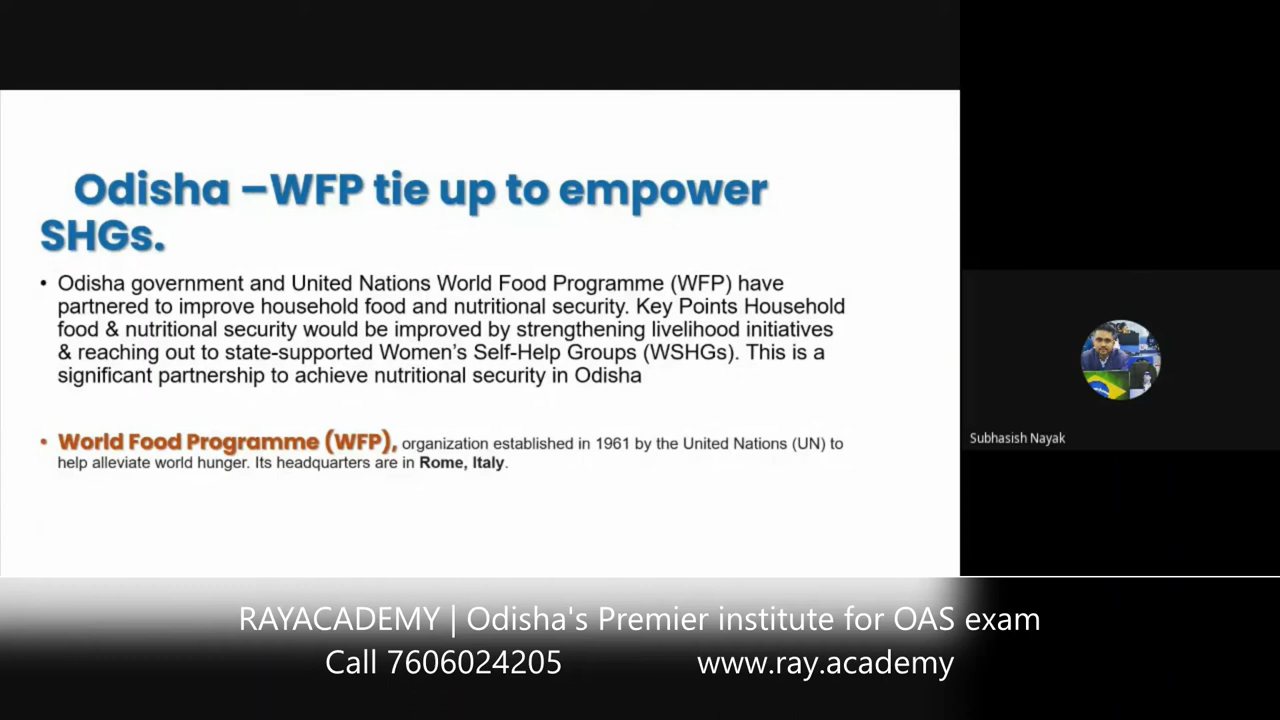 Odisha –WFP tie up to empower
SHGs.
• Odisha government and United Nations World Food Programme (WFP) have
partnered to improve household food and nutritional security. Key Points Household
food & nutritional security would be improved by strengthening livelihood initiatives
& reaching out to state-supported Women's Self-Help Groups (WSHGs). This is a
significant partnership to achieve nutritional security in Odisha
• World Food Programme (WFP), organization established in 1961 by the United Nations (UN) to
help alleviate world hunger. Its headquarters are in Rome, Italy.
Subhasish Nayak
RAYACADEMY | Odisha's Premier institute for OAS exam
Call 7606024205 www.ray.academy